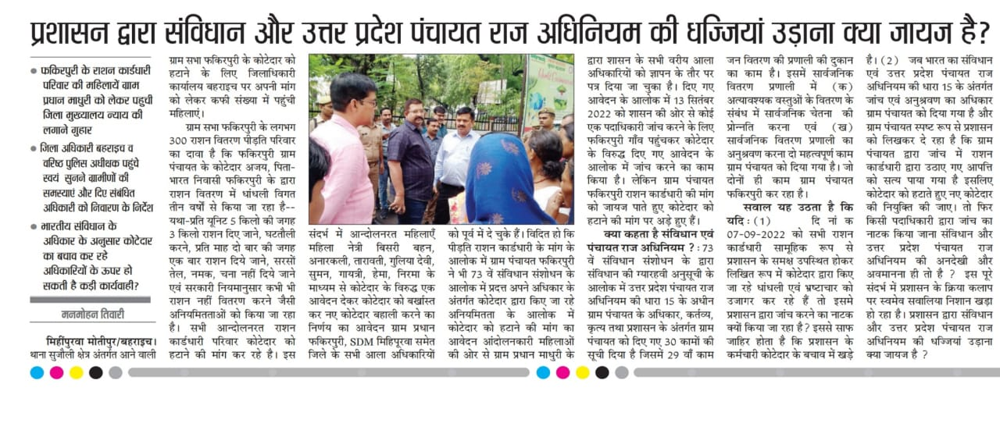 प्रशासन द्वारा संविधान और उत्तर प्रदेश पंचायत राज अधिनियम की धज्जियां उड़ाना क्या जायज है?
फकिरपुरी के राशन कार्डधारी
परिवार की महिलायें ग्राम
प्रधान माधुरी को लेकर पहुची
जिला मुख्यालय न्याय की
लगाने गुहार
जिला अधिकारी बहराइच व
वरिष्ठ पुलिस अधीक्षक पहुंचे
स्वयं सुनने ग्रामीणों की
समस्याएं और दिए संबंधित
अधिकारी को निवारण के निर्देश
भारतीय संविधान के
अधिकार के अनुसार कोटेदार
का बचाव कर रहे
अधिकारियों के ऊपर हो
सकती है कड़ी कार्यवाही?
मनमोहन तिवारी
मिहींपुरवा मोतीपुर/बहराइच।
थाना सुजौली क्षेत्र अंतर्गत आने वाली
ग्राम सभा फकिरपुरी के कोटेदार को
हटाने के लिए जिलाधिकारी
कार्यालय बहराइच पर अपनी मांग
को लेकर कफी संख्या में पहुंची
महिलाएं।
ग्राम सभा फकिरपुरी के लगभग
300 राशन वितरण पीड़ति परिवार
का दावा है कि फकिरपुरी ग्राम
पंचायत के कोटेदार अजय, पिता-
भारत निवासी फकिरपुरी के द्वारा
राशन वितरण में धांधली विगत
तीन वर्षों से किया जा रहा है--
यथा-प्रति यूनिट 5 किलो की जगह
3 किलो राशन दिए जाने, घटतौली
करने, प्रति माह दो बार की जगह
एक बार राशन दिये जाने, सरसों
तेल, नमक, चना नहीं दिये जाने
एवं सरकारी नियमानुसार कभी भी
राशन नहीं वितरण करने जैसी
अनियमितताओं को किया जा रहा
है। सभी आन्दोलनरत राशन
कार्डधारी परिवार कोटेदार को
हटाने की मांग कर रहे है। इस
संदर्भ में आन्दोलनरत महिलाएँ
महिला नेत्री बिसरी बहन,
अनारकली, तारावती, गुलिया देवी,
सुमन, गायत्री, हेमा, निरमा के
माध्यम से कोटेदार के विरुद्ध एक
आवेदन देकर कोटेदार को बर्खास्त
कर नए कोटेदार बहाली करने का
निर्णय का आवेदन ग्राम प्रधान
फकिरपुरी, SDM मिहिपूरवा समेत
जिले के सभी आला अधिकारियों
को पूर्व में दे चुके हैं। विदित हो कि
पीड़ति राशन कार्डधारी के मांग के
आलोक में ग्राम पंचायत फकिरपुरी
ने भी 73 वें संविधान संशोधन के
आलोक में प्रदत्त अपने अधिकार के
अंतर्गत कोटेदार द्वारा किए जा रहे
अनियमितता के आलोक में
कोटेदार को हटाने की मांग का
आवेदन आंदोलनकारी महिलाओं
की ओर से ग्राम प्रधान माधुरी के
द्वारा शासन के सभी वरीय आला
अधिकारियों को ज्ञापन के तौर पर
पत्र दिया जा चुका है। दिए गए
आवेदन के आलोक में 13 सितंबर
2022 को शासन की ओर से कोई
एक पदाधिकारी जांच करने के लिए
फकिरपुरी गाँव पहुंचकर कोटेदार
के विरुद्ध दिए गए आवेदन के
आलोक में जांच करने का काम
किया है। लेकिन ग्राम पंचायत
फकिरपुरी राशन कार्डधारी की मांग
को जायज पाते हुए कोटेदार को
हटाने की मांग पर अड़े हुए हैं।
क्या कहता है संविधान एवं
पंचायत राज अधिनियम ? : 73
वें संविधान संशोधन के द्वारा
संविधान की ग्यारहवी अनुसूची के
आलोक में उत्तर प्रदेश पंचायत राज
अधिनियम की धारा 15 के अधीन
ग्राम पंचायत के अधिकार, कर्तव्य,
कृत्य तथा प्रशासन के अंतर्गत ग्राम
पंचायत को दिए गए 30 कामों की
सूची दिया है जिसमें 29 वाँ काम
जन वितरण की प्रणाली की दुकान
का काम है। इसमें सार्वजनिक
वितरण प्रणाली में (क)
अत्यावश्यक वस्तुओं के वितरण के
संबंध में सार्वजनिक चेतना की
प्रोन्नति करना एवं (ख)
सार्वजनिक वितरण प्रणाली का
अनुश्रवण करना दो महत्वपूर्ण काम
ग्राम पंचायत को दिया गया है। जो
दोनों ही काम ग्राम पंचायत
फकिरपुरी कर रहा है।
सवाल यह उठता है कि
यदि : (1) दि नां क
07-09-2022 को सभी राशन
कार्डधारी सामूहिक रूप से
प्रशासन के समक्ष उपस्थित होकर
लिखित रूप में कोटेदार द्वारा किए
जा रहे धांधली एवं भ्रष्टाचार को
उजागर कर रहे हैं तो इसमे
प्रशासन द्वारा जांच करने का नाटक
क्यों किया जा रहा है? इससे साफ
जाहिर होता है कि प्रशासन के
कर्मचारी कोटेदार के बचाव में खड़े
है। (2) जब भारत का संविधान
एवं उत्तर प्रदेश पंचायत राज
अधिनियम की धारा 15 के अंतर्गत
जांच एवं अनुश्रवण का अधिकार
ग्राम पंचायत को दिया गया है और
ग्राम पंचायत स्पष्ट रूप से प्रशासन
को लिखकर दे रहा है कि ग्राम
पंचायत द्वारा जांच में राशन
कार्डधारी द्वारा उठाए गए आपत्ति
को सत्य पाया गया है इसलिए
कोटेदार को हटाते हुए नए कोटेदार
की नियुक्ति की जाए। तो फिर
किसी पदाधिकारी द्वारा जांच का
नाटक किया जाना संविधान और
उत्तर प्रदेश पंचायत राज
अधिनियम की अनदेखी और
अवमानना ही तो है ? इस पूरे
संदर्भ में प्रशासन के क्रिया कलाप
पर स्वमेव सवालिया निशान खड़ा
हो रहा है। प्रशासन द्वारा संविधान
और उत्तर प्रदेश पंचायत राज
अधिनियम की धज्जियां उड़ाना
क्या जायज है ?